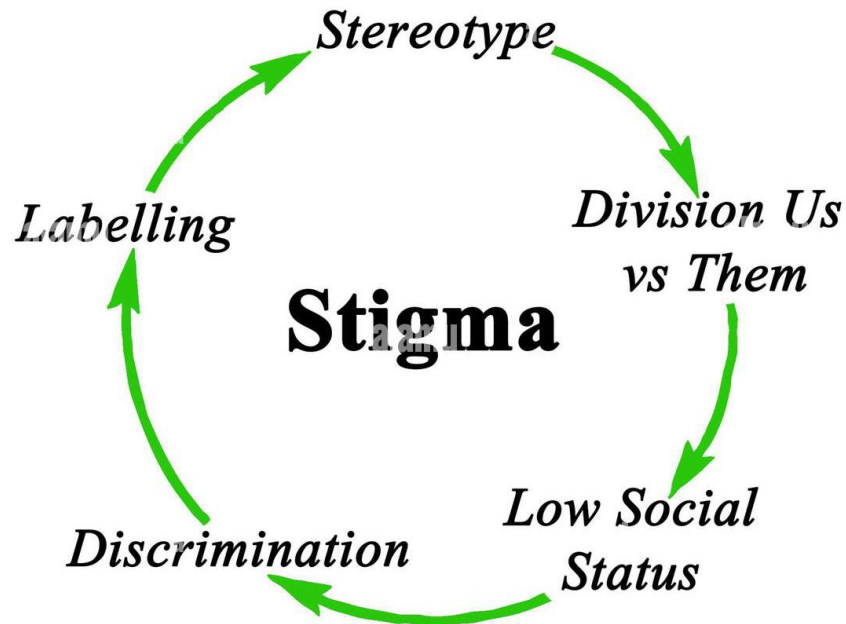 Stereotype
Division Us
vs Them
Low Social
Status
Discrimination
Labelling
Stigma